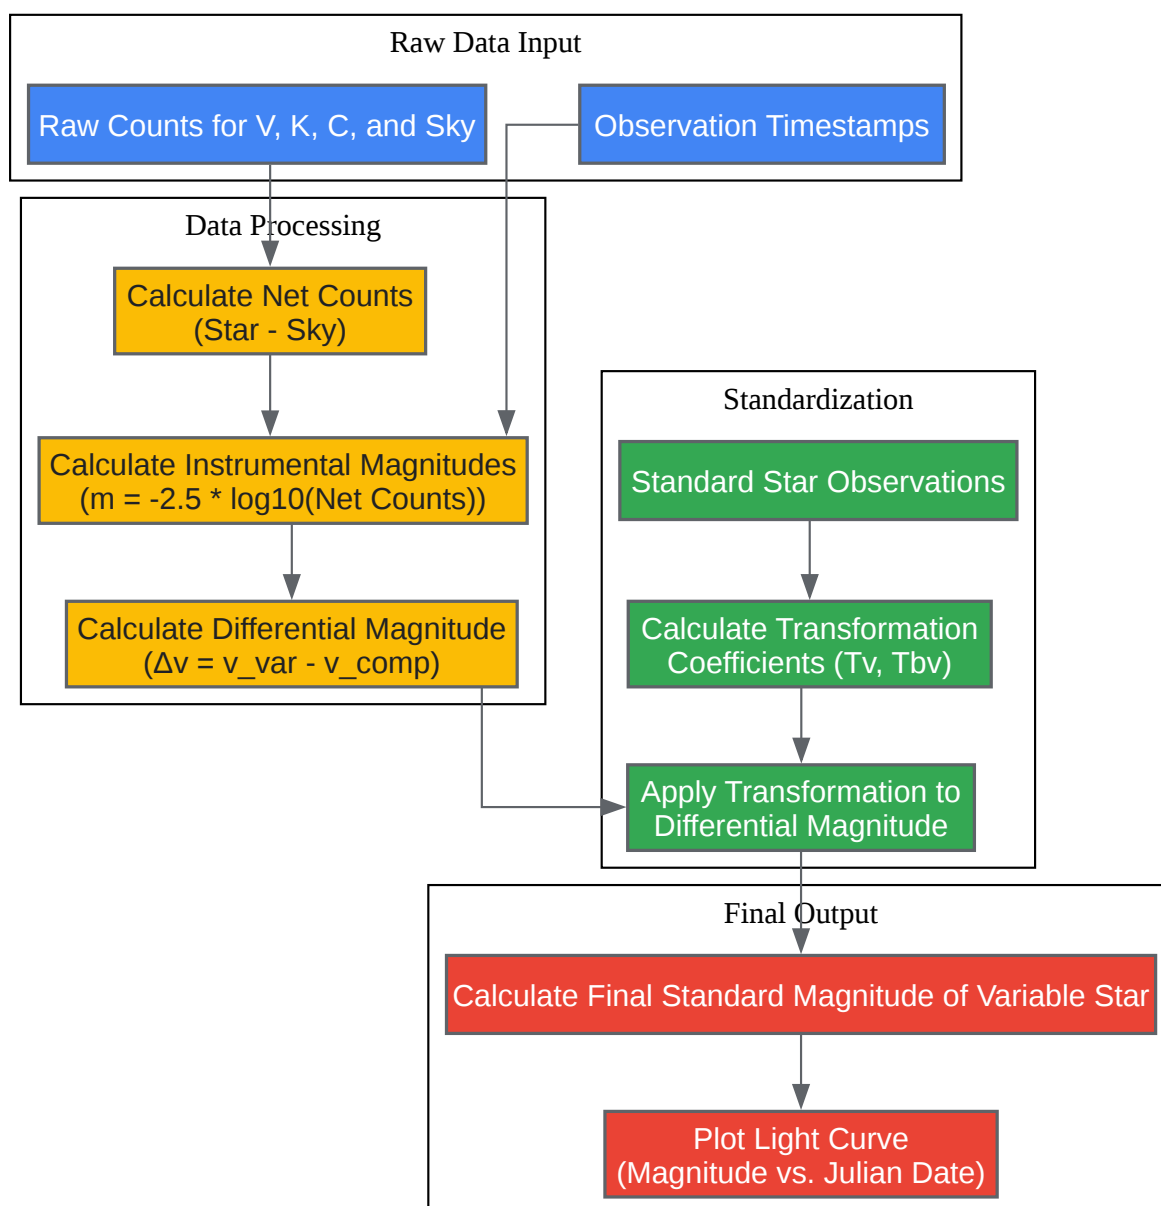 Raw Data Input
Raw Counts for V, K, C, and Sky
Observation Timestamps
Data Processing
Calculate Net Counts
(Star - Sky)
Calculate Instrumental Magnitudes
(m = -2.5 * log10(Net Counts))
Calculate Differential Magnitude
(Δv = v_var - v_comp)
Standardization
Standard Star Observations
Calculate Transformation
Coefficients (Tv, Tbv)
Apply Transformation to
Differential Magnitude
Final Output
Calculate Final Standard Magnitude of Variable Star
Plot Light Curve
(Magnitude vs. Julian Date)